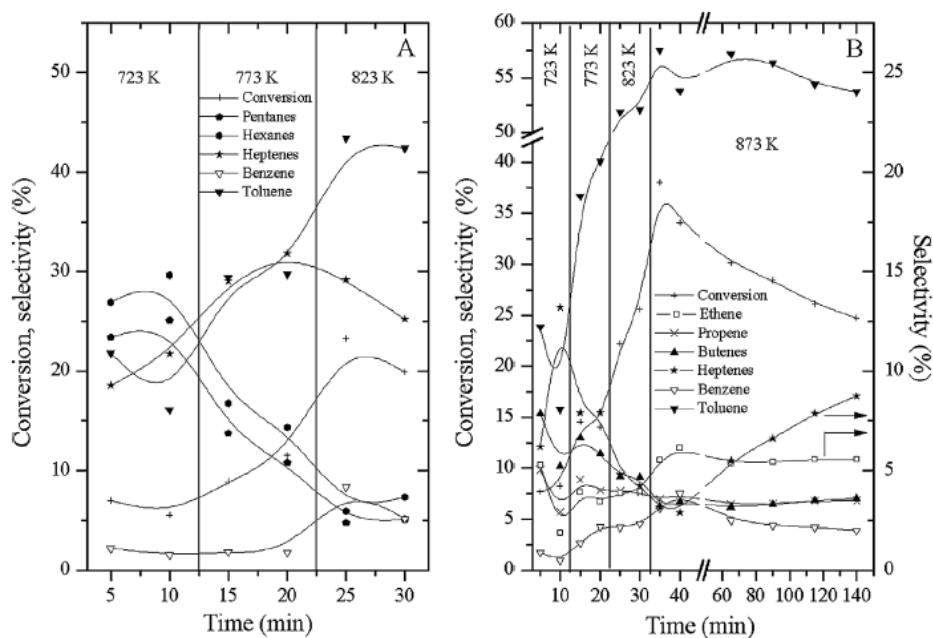 A
723 K
773 K
823 K
Conversion
Pentanes
Hexanes
Heptenes
Benzene
Toluene
Conversion, selectivity (%)
50
40
30
20
10
0
5 10 15 20 25 30
Time (min)
B
723 K
773 K
823 K
873 K
Conversion
Ethene
Propene
Butenes
Heptenes
Benzene
Toluene
Conversion, selectivity (%)
60
55
50
40
35
30
25
20
15
10
5
0
25
20
15
10
5
0
Selectivity (%)
0 10 20 30 40 60 80 100 120 140
Time (min)